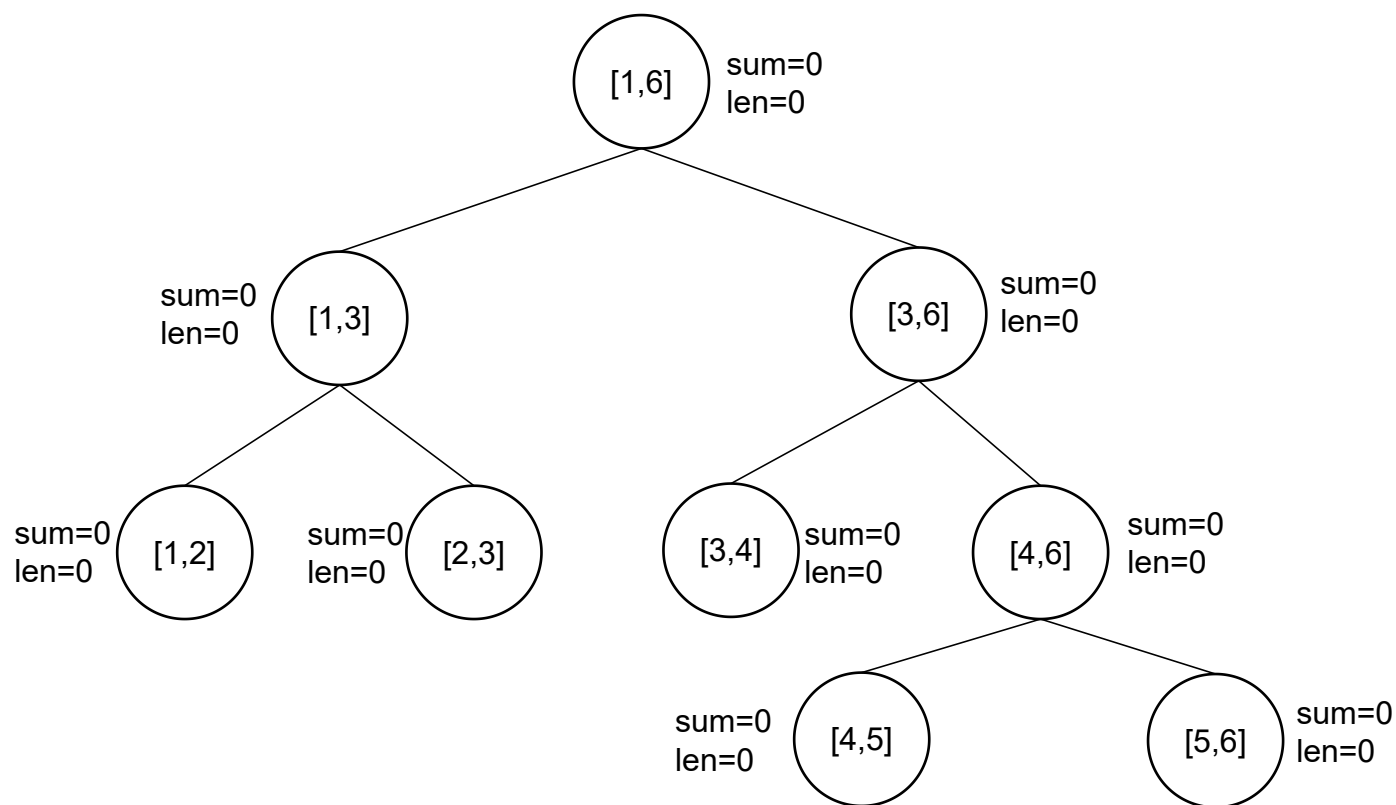 [1,6]
sum=0
len=0
sum=0
len=0
[1,3]
[3,6]
sum=0
len=0
sum=0
len=0
[1,2]
sum=0
len=0
[2,3]
[3,4]
sum=0
len=0
[4,6]
sum=0
len=0
sum=0
len=0
[4,5]
[5,6]
sum=0
len=0